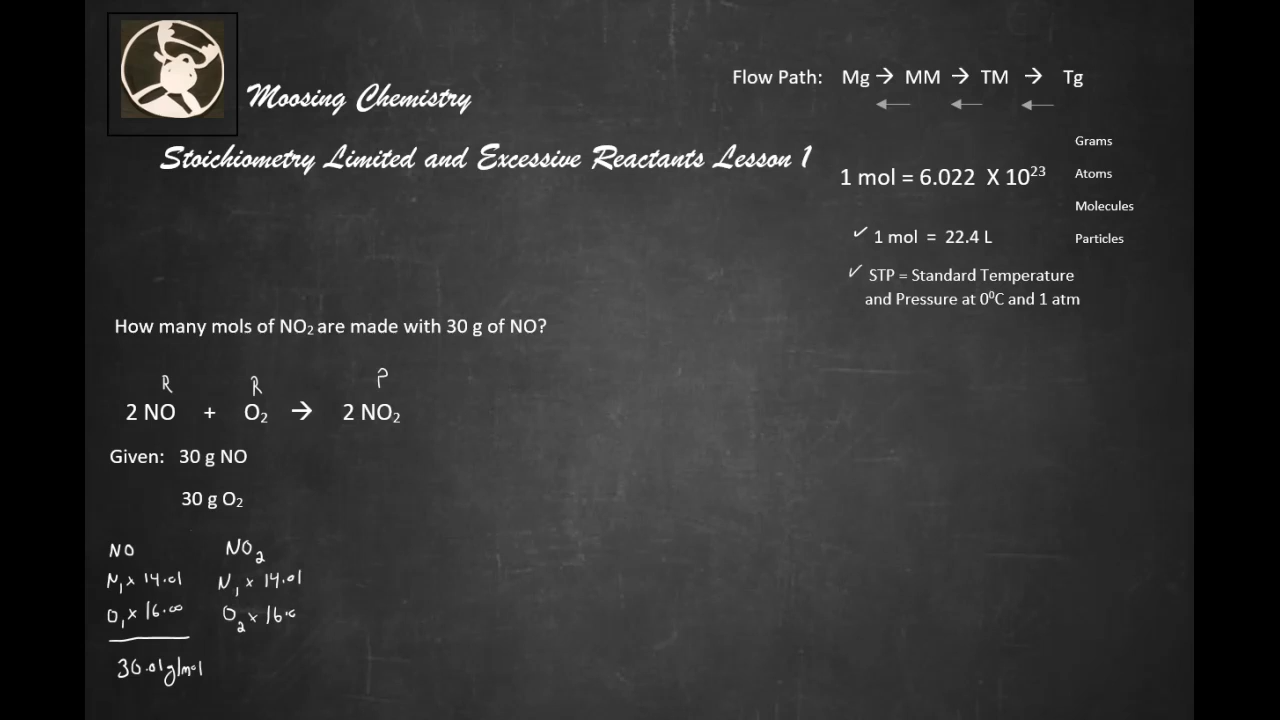 Moosing Chemistry
Stoichiometry Limited and Excessive Reactants Lesson 1
Flow Path: Mg → MM → TM → Tg
← ← ←
Grams
1 mol = 6.022 X 10²³
Atoms
Molecules
✓ 1 mol = 22.4 L
Particles
✓ STP = Standard Temperature
and Pressure at 0⁰C and 1 atm
How many mols of NO₂ are made with 30 g of NO?
R R P
2 NO + O₂ → 2 NO₂
Given: 30 g NO
30 g O₂
NO NO₂
N₁ × 14.01 N₁ × 14.01
O₁ × 16.00 O₂ × 16.0
30.01 g/mol